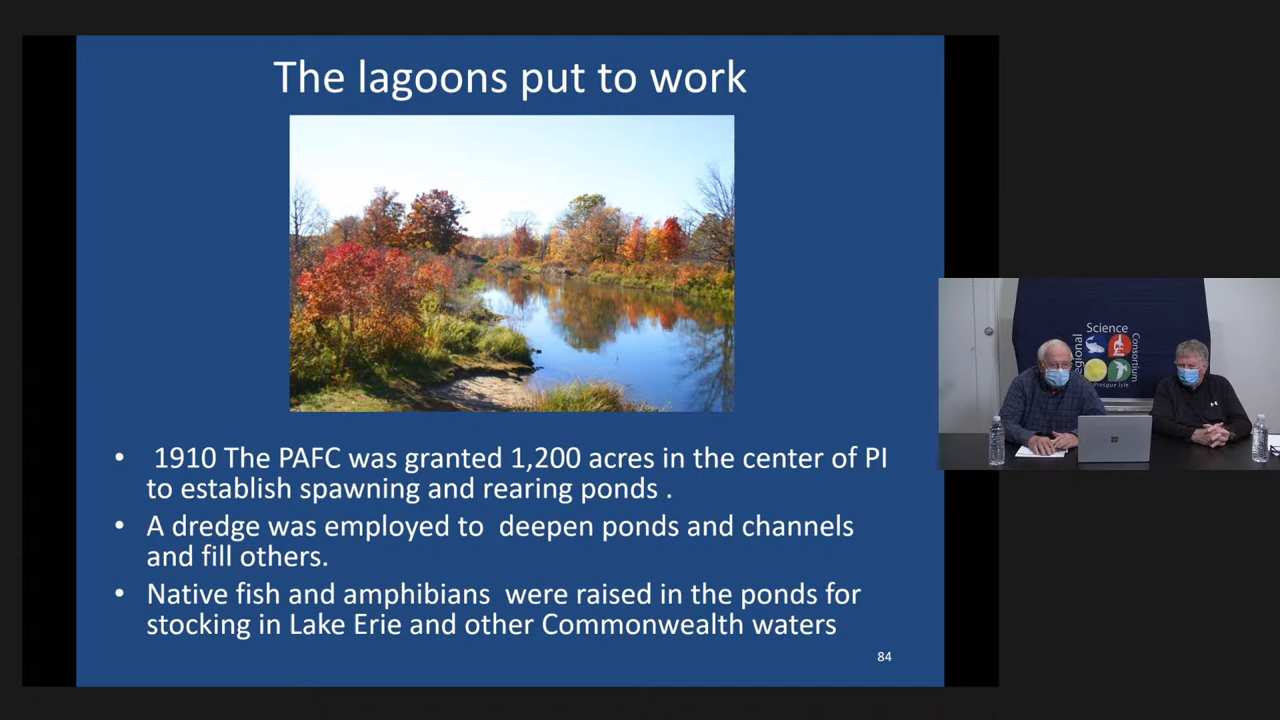 The lagoons put to work
• 1910 The PAFC was granted 1,200 acres in the center of PI
to establish spawning and rearing ponds .
• A dredge was employed to deepen ponds and channels
and fill others.
• Native fish and amphibians were raised in the ponds for
stocking in Lake Erie and other Commonwealth waters
84
Science
Consortium
Presque Isle